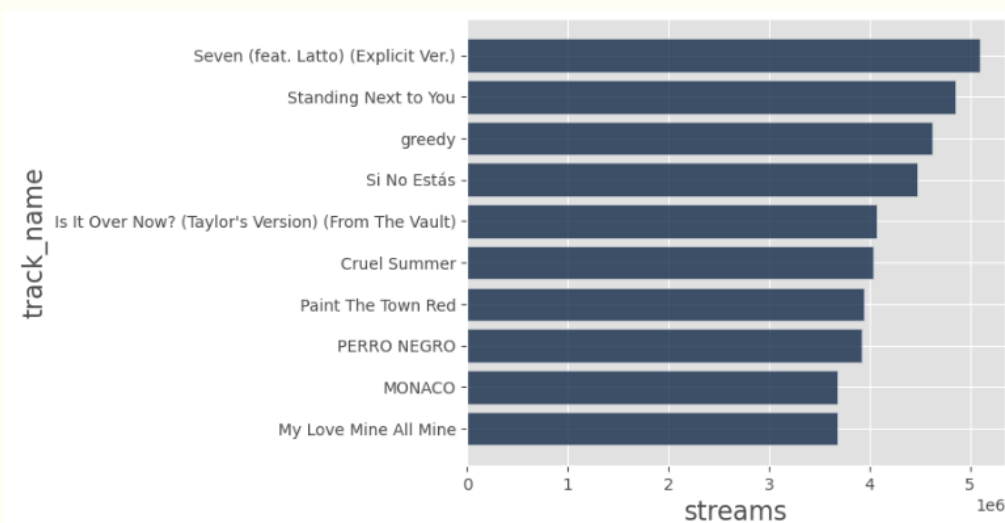 track_name
Seven (feat. Latto) (Explicit Ver.)
Standing Next to You
greedy
Si No Estás
Is It Over Now? (Taylor's Version) (From The Vault)
Cruel Summer
Paint The Town Red
PERRO NEGRO
MONACO
My Love Mine All Mine
0 1 2 3 4 5
1e6
streams